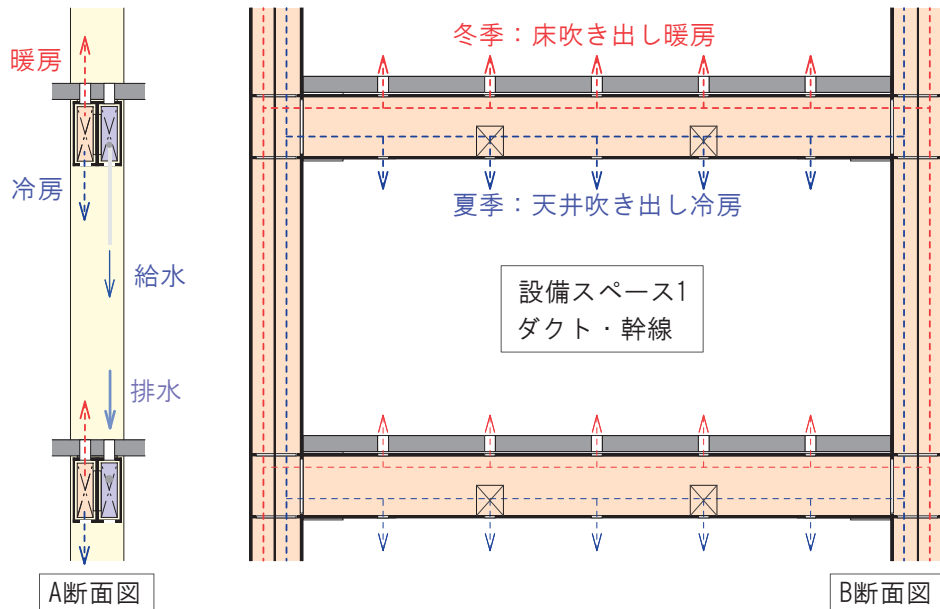 暖房
冷房
給水
排水
A断面図
冬季：床吹き出し暖房
夏季：天井吹き出し冷房
設備スペース1
ダクト・幹線
B断面図